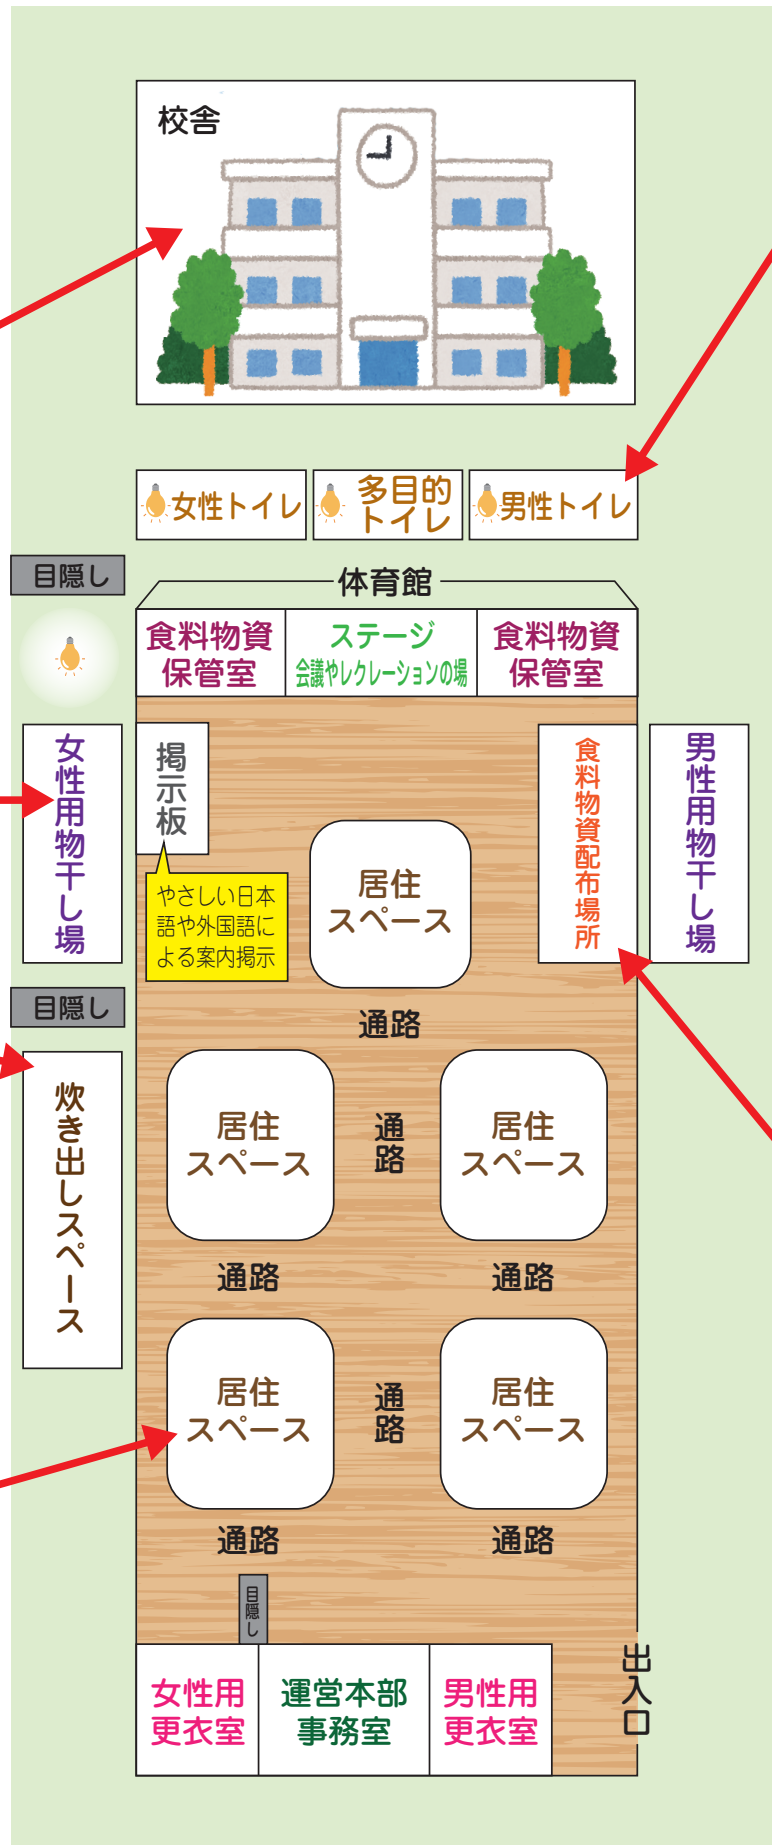 校舎
女性トイレ
多目的
トイレ
男性トイレ
目隠し
体育館
食料物資
保管室
ステージ
会議やレクレーションの場
食料物資
保管室
女性用物干し場
掲示板
やさしい日本
語や外国語に
よる案内掲示
居住
スペース
食料物資配布場所
男性用物干し場
目隠し
通路
炊き出しスペース
居住
スペース
通路
居住
スペース
通路
通路
居住
スペース
通路
居住
スペース
通路
通路
目隠し
女性用
更衣室
運営本部
事務室
男性用
更衣室
出入口